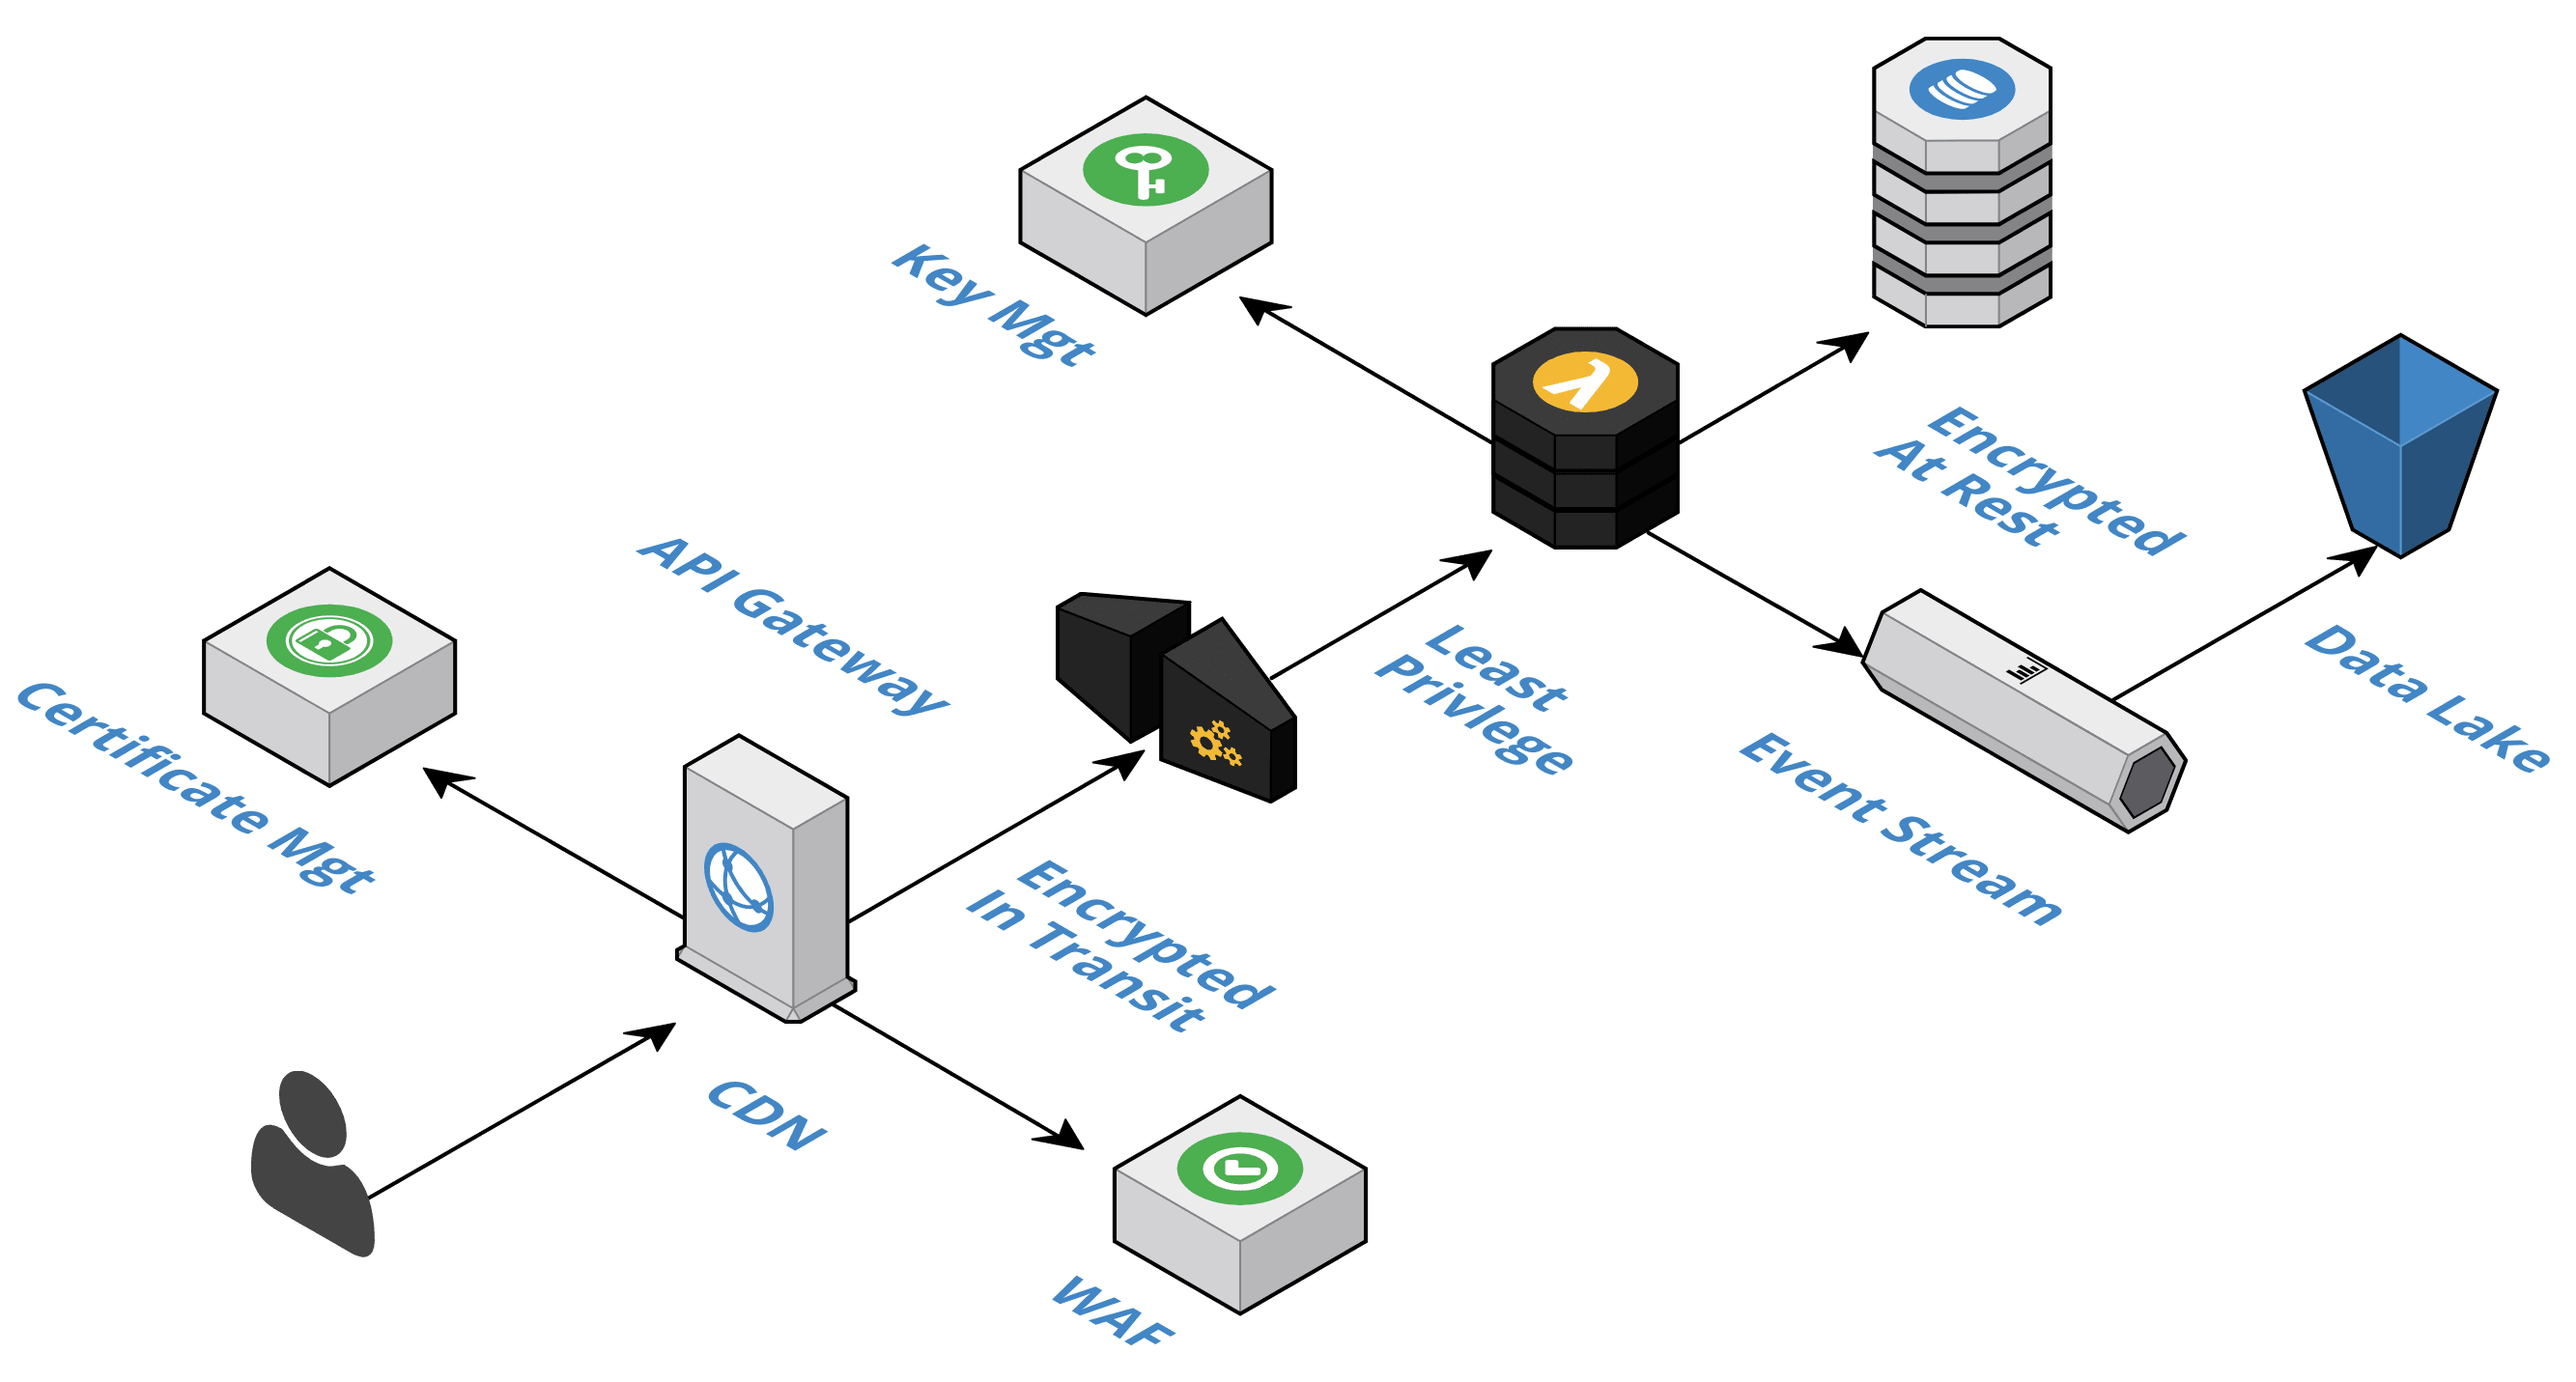 Key Mgt
Encrypted
At Rest
API Gateway
Least
Privlege
Data Lake
Certificate Mgt
Event Stream
Encrypted
In Transit
CDN
WAF